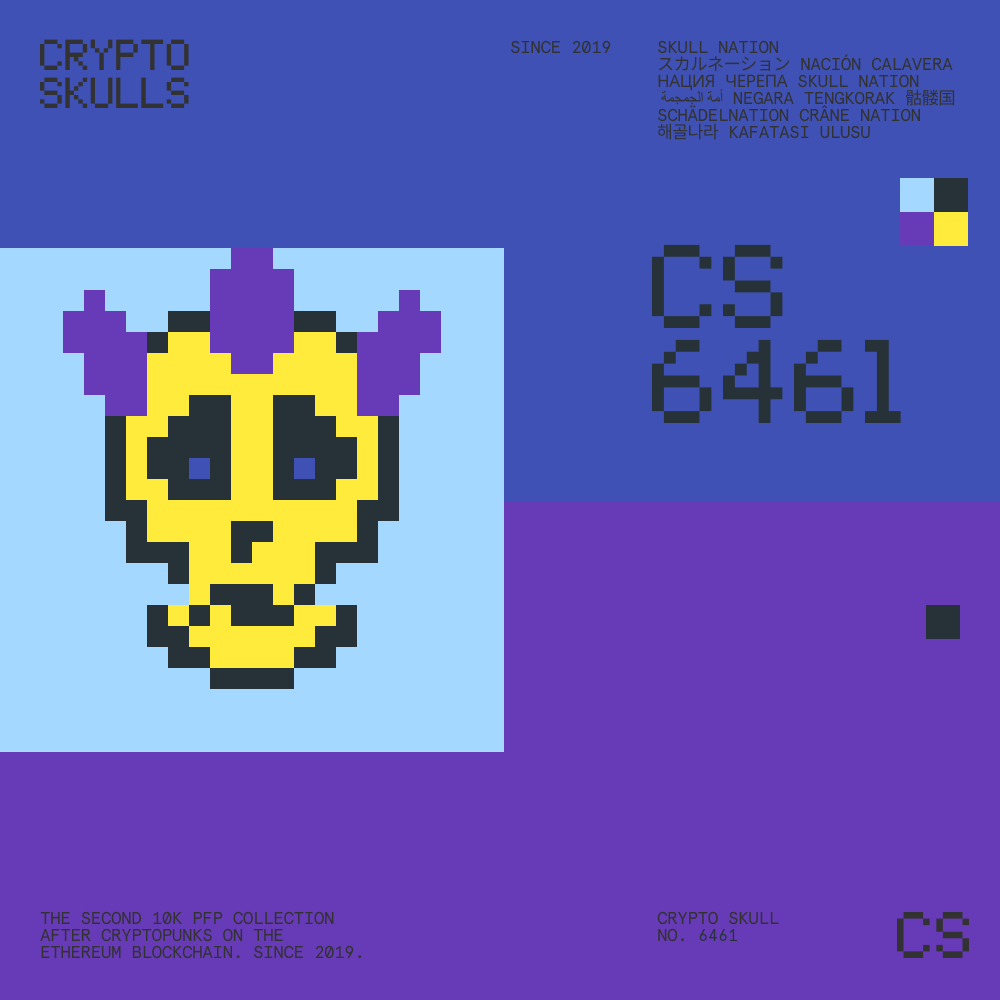 CRYPTO
SKULLS
SINCE 2019
SKULL NATION
スカルネーション NACIÓN CALAVERA
НАЦИЯ ЧЕРЕПА SKULL NATION
أمة الجمجمة NEGARA TENGKORAK 骷髅国
SCHÄDELNATION CRÂNE NATION
해골나라 KAFATASI ULUSU
CS
6461
THE SECOND 10K PFP COLLECTION
AFTER CRYPTOPUNKS ON THE
ETHEREUM BLOCKCHAIN. SINCE 2019.
CRYPTO SKULL
NO. 6461
CS